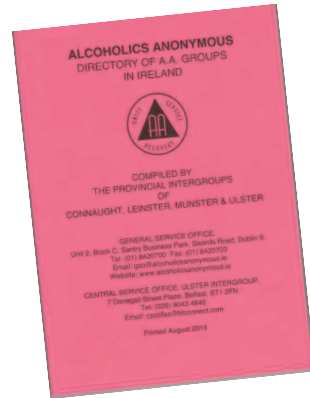 ALCOHOLICS ANONYMOUS
DIRECTORY OF A.A. GROUPS
IN IRELAND
UNITY SERVICE
AA
RECOVERY
COMPILED BY
THE PROVINCIAL INTERGROUPS
OF
CONNAUGHT, LEINSTER, MUNSTER & ULSTER
GENERAL SERVICE OFFICE,
Unit 2, Block C, Santry Business Park, Swords Road, Dublin 9.
Tel: (01) 8420700 Fax: (01) 8420703
Email: gso@alcoholicsanonymous.ie
Website: www.alcoholicsanonymous.ie
CENTRAL SERVICE OFFICE, ULSTER INTERGROUP,
7 Donegall Street Place, Belfast, BT1 2FN
Tel: (028) 9043 4848
Email: csoofaa@btconnect.com
Printed August 2013